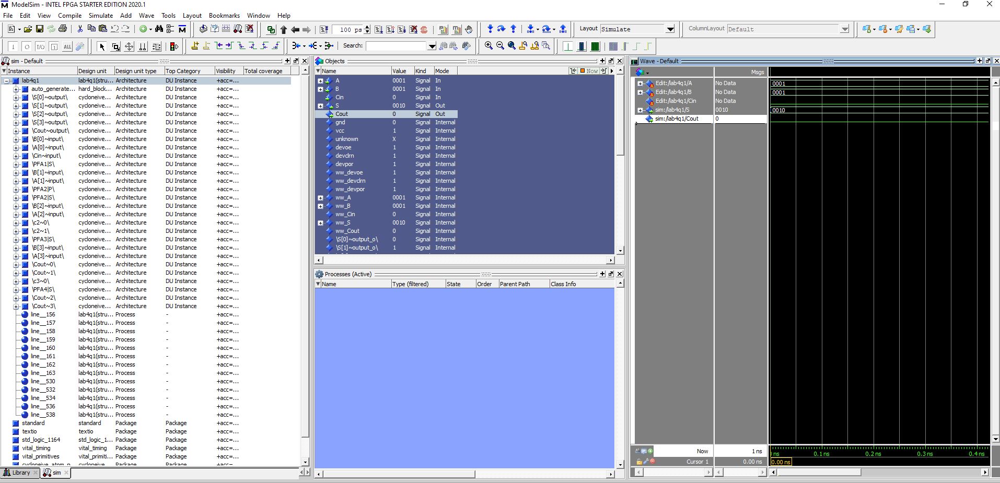 ModelSim - INTEL FPGA STARTER EDITION 2020.1
File Edit View Compile Simulate Add Wave Tools Layout Bookmarks Window Help
100 ps
Layout Simulate
ColumnLayout Default
Search:
sim - Default
Instance Design unit Design unit type Top Category Visibility Total coverage
lab4q1 lab4q1(stru... Architecture DU Instance +acc=...
auto_generate... hard_block... Architecture DU Instance +acc=...
\S[0]~output\ cycloneive... Architecture DU Instance +acc=...
\S[1]~output\ cycloneive... Architecture DU Instance +acc=...
\S[2]~output\ cycloneive... Architecture DU Instance +acc=...
\S[3]~output\ cycloneive... Architecture DU Instance +acc=...
\Cout~output\ cycloneive... Architecture DU Instance +acc=...
\B[0]~input\ cycloneive... Architecture DU Instance +acc=...
\A[0]~input\ cycloneive... Architecture DU Instance +acc=...
\Cin~input\ cycloneive... Architecture DU Instance +acc=...
\PFA1|S\ cycloneive... Architecture DU Instance +acc=...
\B[1]~input\ cycloneive... Architecture DU Instance +acc=...
\A[1]~input\ cycloneive... Architecture DU Instance +acc=...
\PFA2|P\ cycloneive... Architecture DU Instance +acc=...
\PFA2|S\ cycloneive... Architecture DU Instance +acc=...
\B[2]~input\ cycloneive... Architecture DU Instance +acc=...
\A[2]~input\ cycloneive... Architecture DU Instance +acc=...
\c2~0\ cycloneive... Architecture DU Instance +acc=...
\c2~1\ cycloneive... Architecture DU Instance +acc=...
\PFA3|S\ cycloneive... Architecture DU Instance +acc=...
\B[3]~input\ cycloneive... Architecture DU Instance +acc=...
\A[3]~input\ cycloneive... Architecture DU Instance +acc=...
\Cout~0\ cycloneive... Architecture DU Instance +acc=...
\Cout~1\ cycloneive... Architecture DU Instance +acc=...
\c3~0\ cycloneive... Architecture DU Instance +acc=...
\PFA4|S\ cycloneive... Architecture DU Instance +acc=...
\Cout~2\ cycloneive... Architecture DU Instance +acc=...
\Cout~3\ cycloneive... Architecture DU Instance +acc=...
line__156 lab4q1(stru... Process - +acc=...
line__157 lab4q1(stru... Process - +acc=...
line__158 lab4q1(stru... Process - +acc=...
line__159 lab4q1(stru... Process - +acc=...
line__160 lab4q1(stru... Process - +acc=...
line__161 lab4q1(stru... Process - +acc=...
line__162 lab4q1(stru... Process - +acc=...
line__163 lab4q1(stru... Process - +acc=...
line__530 lab4q1(stru... Process - +acc=...
line__532 lab4q1(stru... Process - +acc=...
line__534 lab4q1(stru... Process - +acc=...
line__536 lab4q1(stru... Process - +acc=...
line__538 lab4q1(stru... Process - +acc=...
standard standard Package Package +acc=...
textio textio Package Package +acc=...
std_logic_1164 std_logic_1... Package Package +acc=...
vital_timing vital_timing Package Package +acc=...
vital_primitives vital_primiti... Package Package +acc=...
Library sim
Objects
Name Value Kind Mode Now
A 0001 Signal In
B 0001 Signal In
Cin 0 Signal In
S 0010 Signal Out
Cout 0 Signal Out
gnd 0 Signal Internal
vcc 1 Signal Internal
unknown X Signal Internal
devoe 1 Signal Internal
devclrn 1 Signal Internal
devpor 1 Signal Internal
ww_devoe 1 Signal Internal
ww_devclrn 1 Signal Internal
ww_devpor 1 Signal Internal
ww_A 0001 Signal Internal
ww_B 0001 Signal Internal
ww_Cin 0 Signal Internal
ww_S 0010 Signal Internal
ww_Cout 0 Signal Internal
\S[0]~output_o\ 0 Signal Internal
\S[1]~output_o\ 1 Signal Internal
Processes (Active)
Name Type (filtered) State Order Parent Path Class Info
Wave - Default
Msgs
Edit:/lab4q1/A No Data 0001
Edit:/lab4q1/B No Data 0001
Edit:/lab4q1/Cin No Data
sim:/lab4q1/S 0010 0010
sim:/lab4q1/Cout 0
Now 1 ns ns 0.1 ns 0.2 ns 0.3 ns 0.4 ns
Cursor 1 0.00 ns 0.00 ns